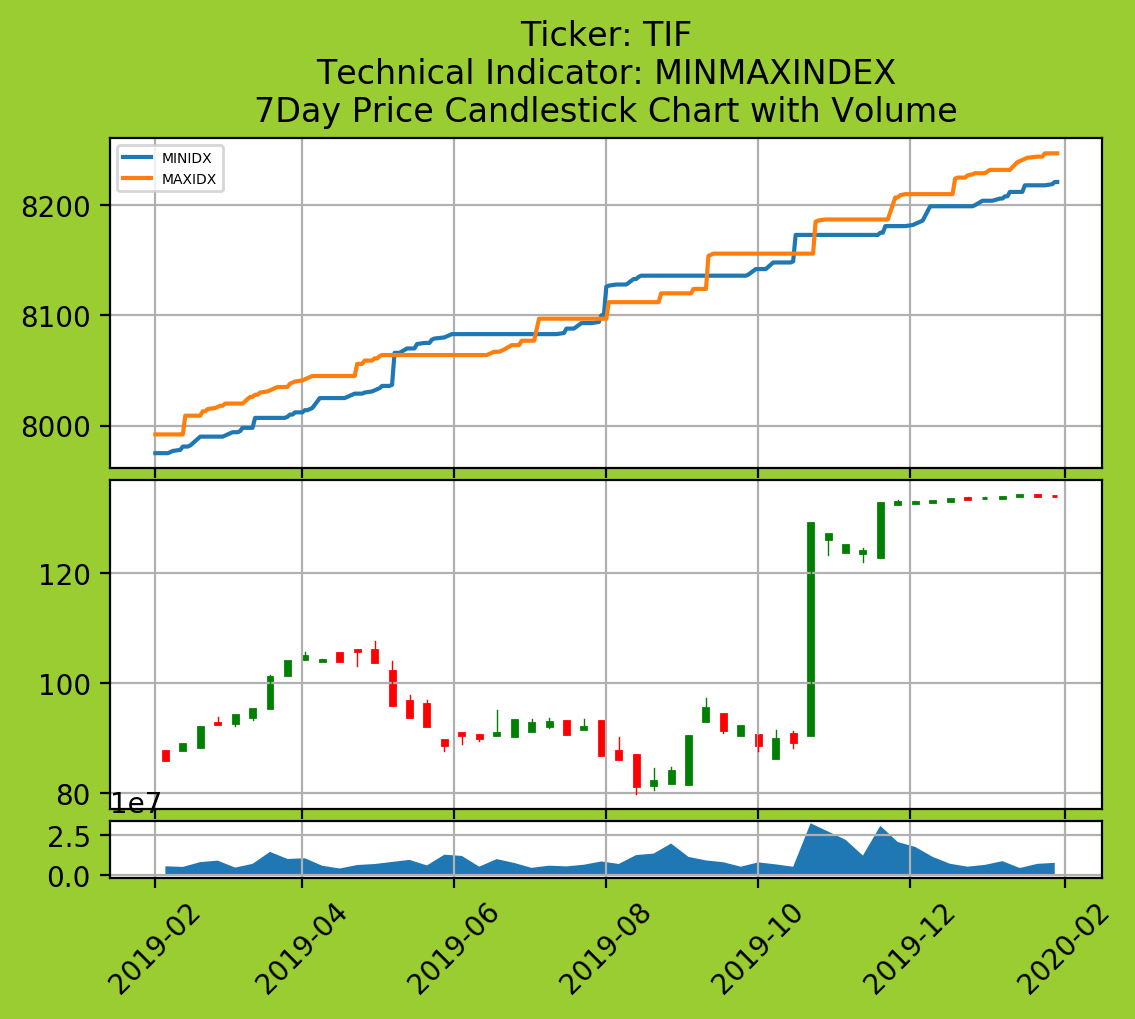 Ticker: TIF
Technical Indicator: MINMAXINDEX
7Day Price Candlestick Chart with Volume
MINIDX
MAXIDX
8200
8100
8000
120
100
80
1e7
2.5
0.0
2019-02
2019-04
2019-06
2019-08
2019-10
2019-12
2020-02